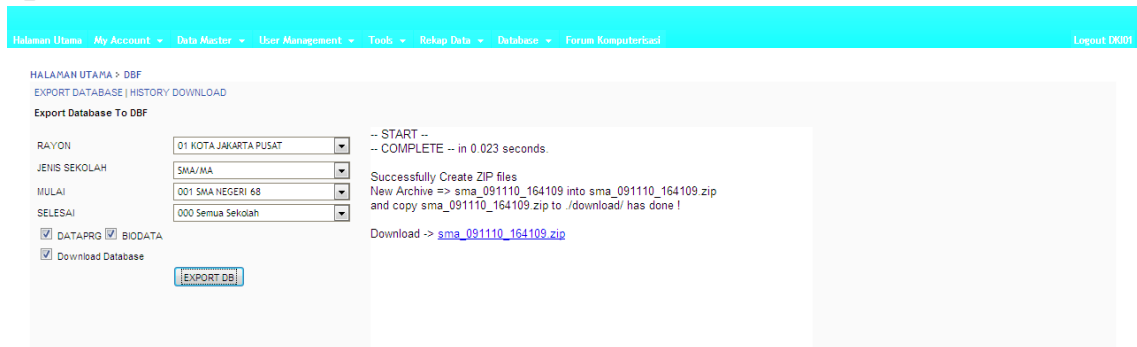 Halaman Utama My Account Data Master User Management Tools Rekap Data Database Forum Komputerisasi Logout DKI01
HALAMAN UTAMA > DBF
EXPORT DATABASE | HISTORY DOWNLOAD
Export Database To DBF
RAYON 01 KOTA JAKARTA PUSAT
JENIS SEKOLAH SMA/MA
MULAI 001 SMA NEGERI 68
SELESAI 000 Semua Sekolah
DATAPRG BIODATA
Download Database
EXPORT DB
-- START --
-- COMPLETE -- in 0.023 seconds.
Successfully Create ZIP files
New Archive => sma_091110_164109 into sma_091110_164109.zip
and copy sma_091110_164109.zip to ./download/ has done !
Download -> sma_091110_164109.zip